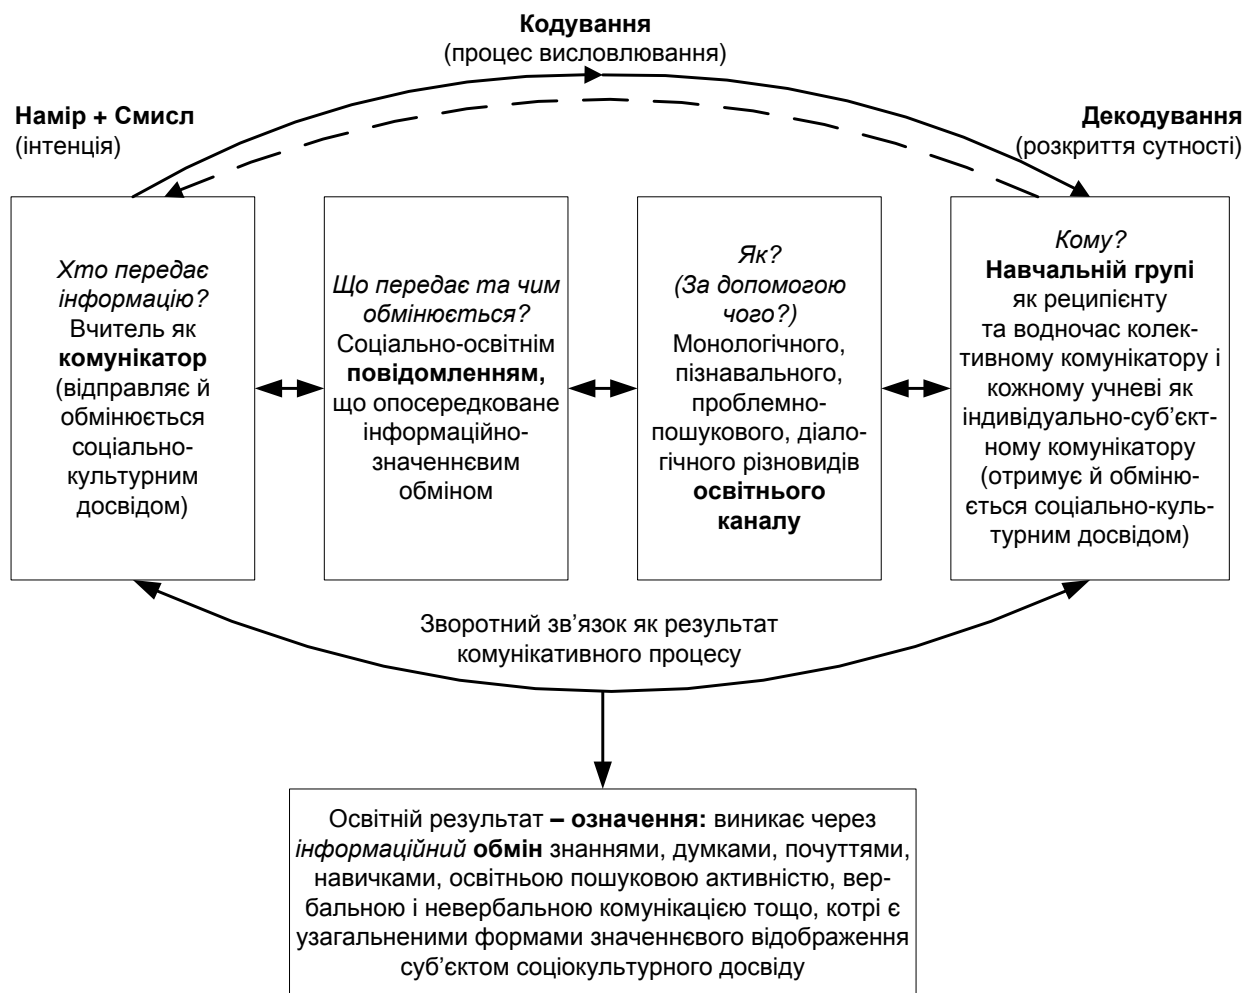 Кодування
(процес висловлювання)
Намір + Смисл
(інтенція)
Декодування
(розкриття сутності)
Хто передає
інформацію?
Вчитель як
комунікатор
(відправляє й
обмінюється
соціально-
культурним
досвідом)
Що передає та чим
обмінюється?
Соціально-освітнім
повідомленням,
що опосередковане
інформаційно-
значеннєвим
обміном
Як?
(За допомогою
чого?)
Монологічного,
пізнавального,
проблемно-
пошукового, діало-
гічного різновидів
освітнього
каналу
Кому?
Навчальній групі
як реципієнту
та водночас колек-
тивному комунікатору і
кожному учневі як
індивідуально-суб’єкт-
ному комунікатору
(отримує й обміню-
ється соціально-куль-
турним досвідом)
Зворотний зв’язок як результат
комунікативного процесу
Освітній результат – означення: виникає через
інформаційний обмін знаннями, думками, почуттями,
навичками, освітньою пошуковою активністю, вер-
бальною і невербальною комунікацією тощо, котрі є
узагальненими формами значеннєвого відображення
суб’єктом соціокультурного досвіду